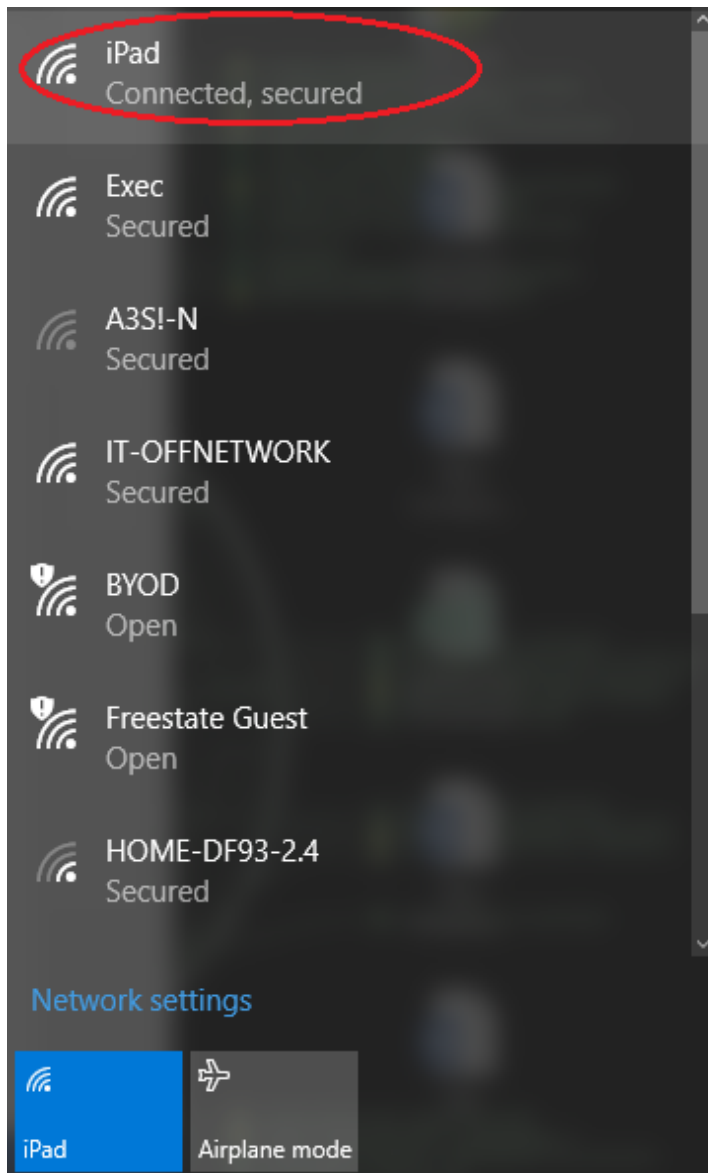 iPad
Connected, secured
Exec
Secured
A3S!-N
Secured
IT-OFFNETWORK
Secured
BYOD
Open
Freestate Guest
Open
HOME-DF93-2.4
Secured
Network settings
iPad
Airplane mode